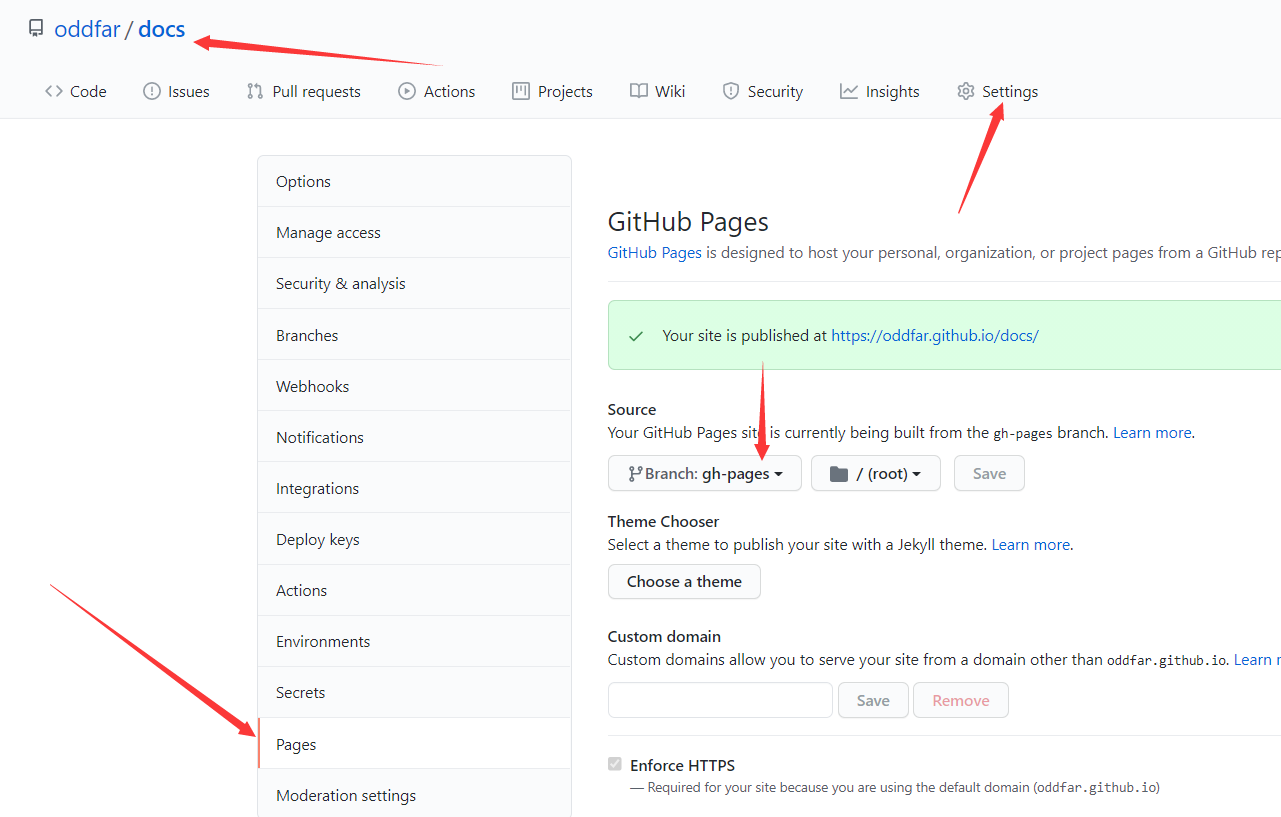 oddfar / docs
Code Issues Pull requests Actions Projects Wiki Security Insights Settings
Options
Manage access
Security & analysis
Branches
Webhooks
Notifications
Integrations
Deploy keys
Actions
Environments
Secrets
Pages
Moderation settings
GitHub Pages
GitHub Pages is designed to host your personal, organization, or project pages from a GitHub rep
Your site is published at https://oddfar.github.io/docs/
Source
Your GitHub Pages site is currently being built from the gh-pages branch. Learn more.
Branch: gh-pages / (root) Save
Theme Chooser
Select a theme to publish your site with a Jekyll theme. Learn more.
Choose a theme
Custom domain
Custom domains allow you to serve your site from a domain other than oddfar.github.io. Learn
Save Remove
Enforce HTTPS
— Required for your site because you are using the default domain (oddfar.github.io)